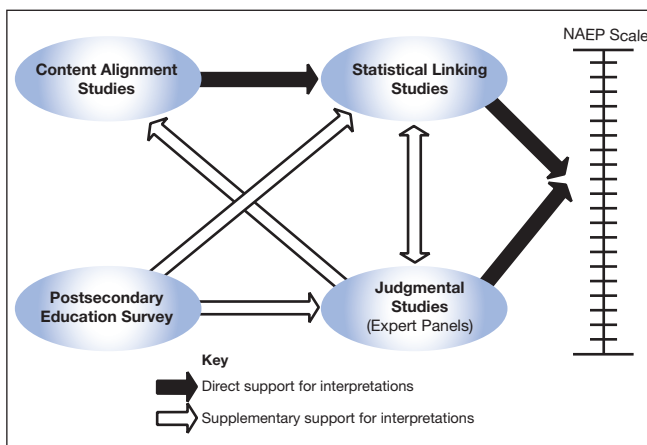 NAEP Scale
Content Alignment
Studies
Statistical Linking
Studies
Postsecondary
Education Survey
Judgmental
Studies
(Expert Panels)
Key
Direct support for interpretations
Supplementary support for interpretations